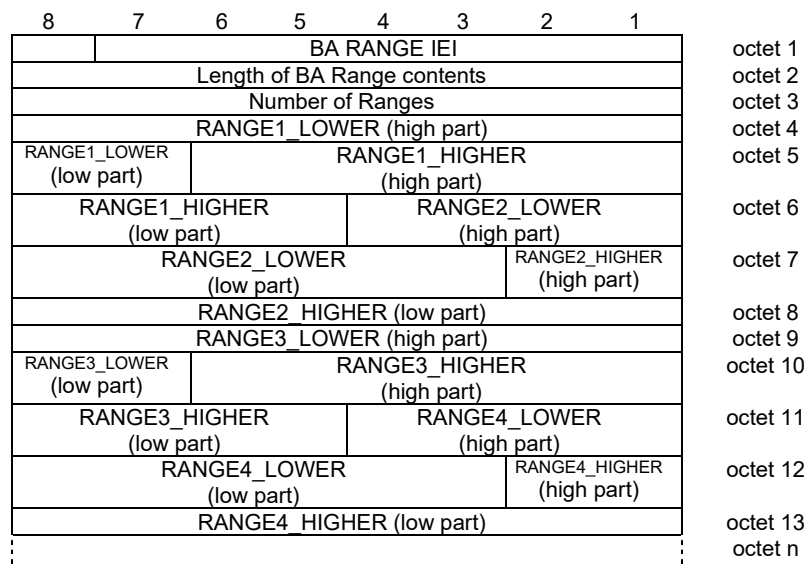 8 7 6 5 4 3 2 1
BA RANGE IEI octet 1
Length of BA Range contents octet 2
Number of Ranges octet 3
RANGE1_LOWER (high part) octet 4
RANGE1_LOWER RANGE1_HIGHER octet 5
(low part) (high part)
RANGE1_HIGHER RANGE2_LOWER octet 6
(low part) (high part)
RANGE2_LOWER RANGE2_HIGHER octet 7
(low part) (high part)
RANGE2_HIGHER (low part) octet 8
RANGE3_LOWER (high part) octet 9
RANGE3_LOWER RANGE3_HIGHER octet 10
(low part) (high part)
RANGE3_HIGHER RANGE4_LOWER octet 11
(low part) (high part)
RANGE4_LOWER RANGE4_HIGHER octet 12
(low part) (high part)
RANGE4_HIGHER (low part) octet 13
octet n